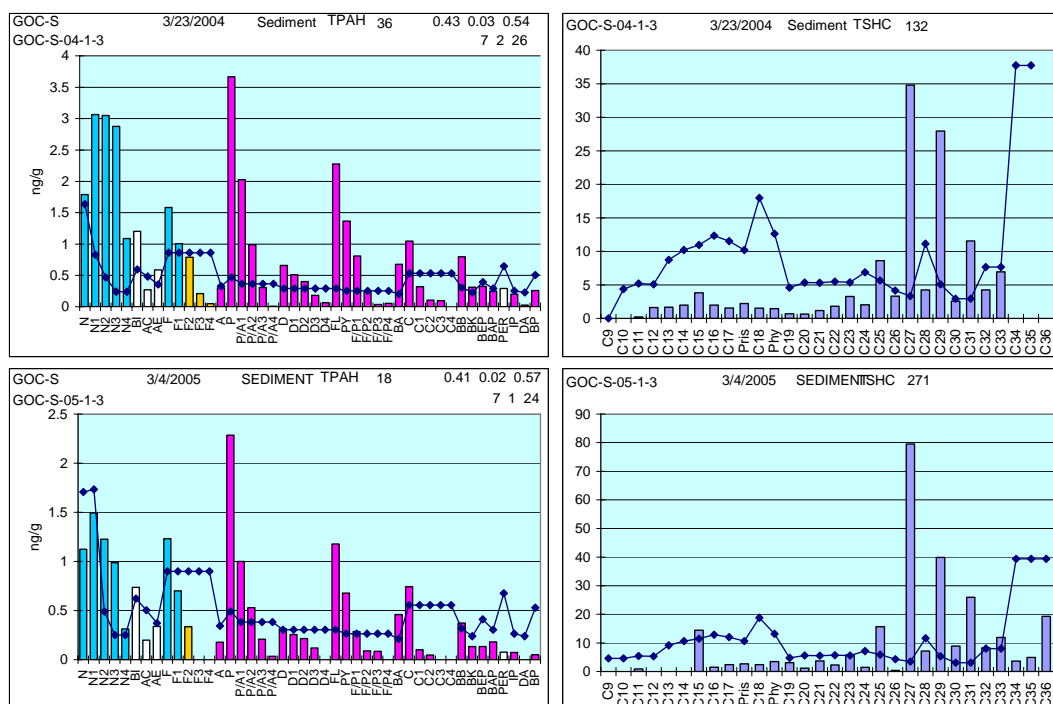 GOC-S 3/23/2004 Sediment TPAH 36 0.43 0.03 0.54
GOC-S-04-1-3 7 2 26
4
3.5
3
2.5
2
1.5
1
0.5
0
ng/g
N N1 N2 N3 N4 BI AC AE F F1 F2 F3 F4 A P P/A1 P/A2 P/A3 P/A4 D D1 D2 D3 D4 FL PY F/P1 F/P2 F/P3 F/P4 BA C C1 C2 C3 C4 BB BK BEP BAP PER IP DA BP
GOC-S-04-1-3 3/23/2004 Sediment TSHC 132
40
35
30
25
20
15
10
5
0
C9 C10 C11 C12 C13 C14 C15 C16 C17 Pris C18 Phy C19 C20 C21 C22 C23 C24 C25 C26 C27 C28 C29 C30 C31 C32 C33 C34 C35 C36
GOC-S 3/4/2005 SEDIMENT TPAH 18 0.41 0.02 0.57
GOC-S-05-1-3 7 1 24
2.5
2
1.5
1
0.5
0
ng/g
N N1 N2 N3 N4 BI AC AE F F1 F2 F3 F4 A P P/A1 P/A2 P/A3 P/A4 D D1 D2 D3 D4 FL PY F/P1 F/P2 F/P3 F/P4 BA C C1 C2 C3 C4 BB BK BEP BAP PER IP DA BP
GOC-S-05-1-3 3/4/2005 SEDIMENT TSHC 271
90
80
70
60
50
40
30
20
10
0
C9 C10 C11 C12 C13 C14 C15 C16 C17 Pris C18 Phy C19 C20 C21 C22 C23 C24 C25 C26 C27 C28 C29 C30 C31 C32 C33 C34 C35 C36